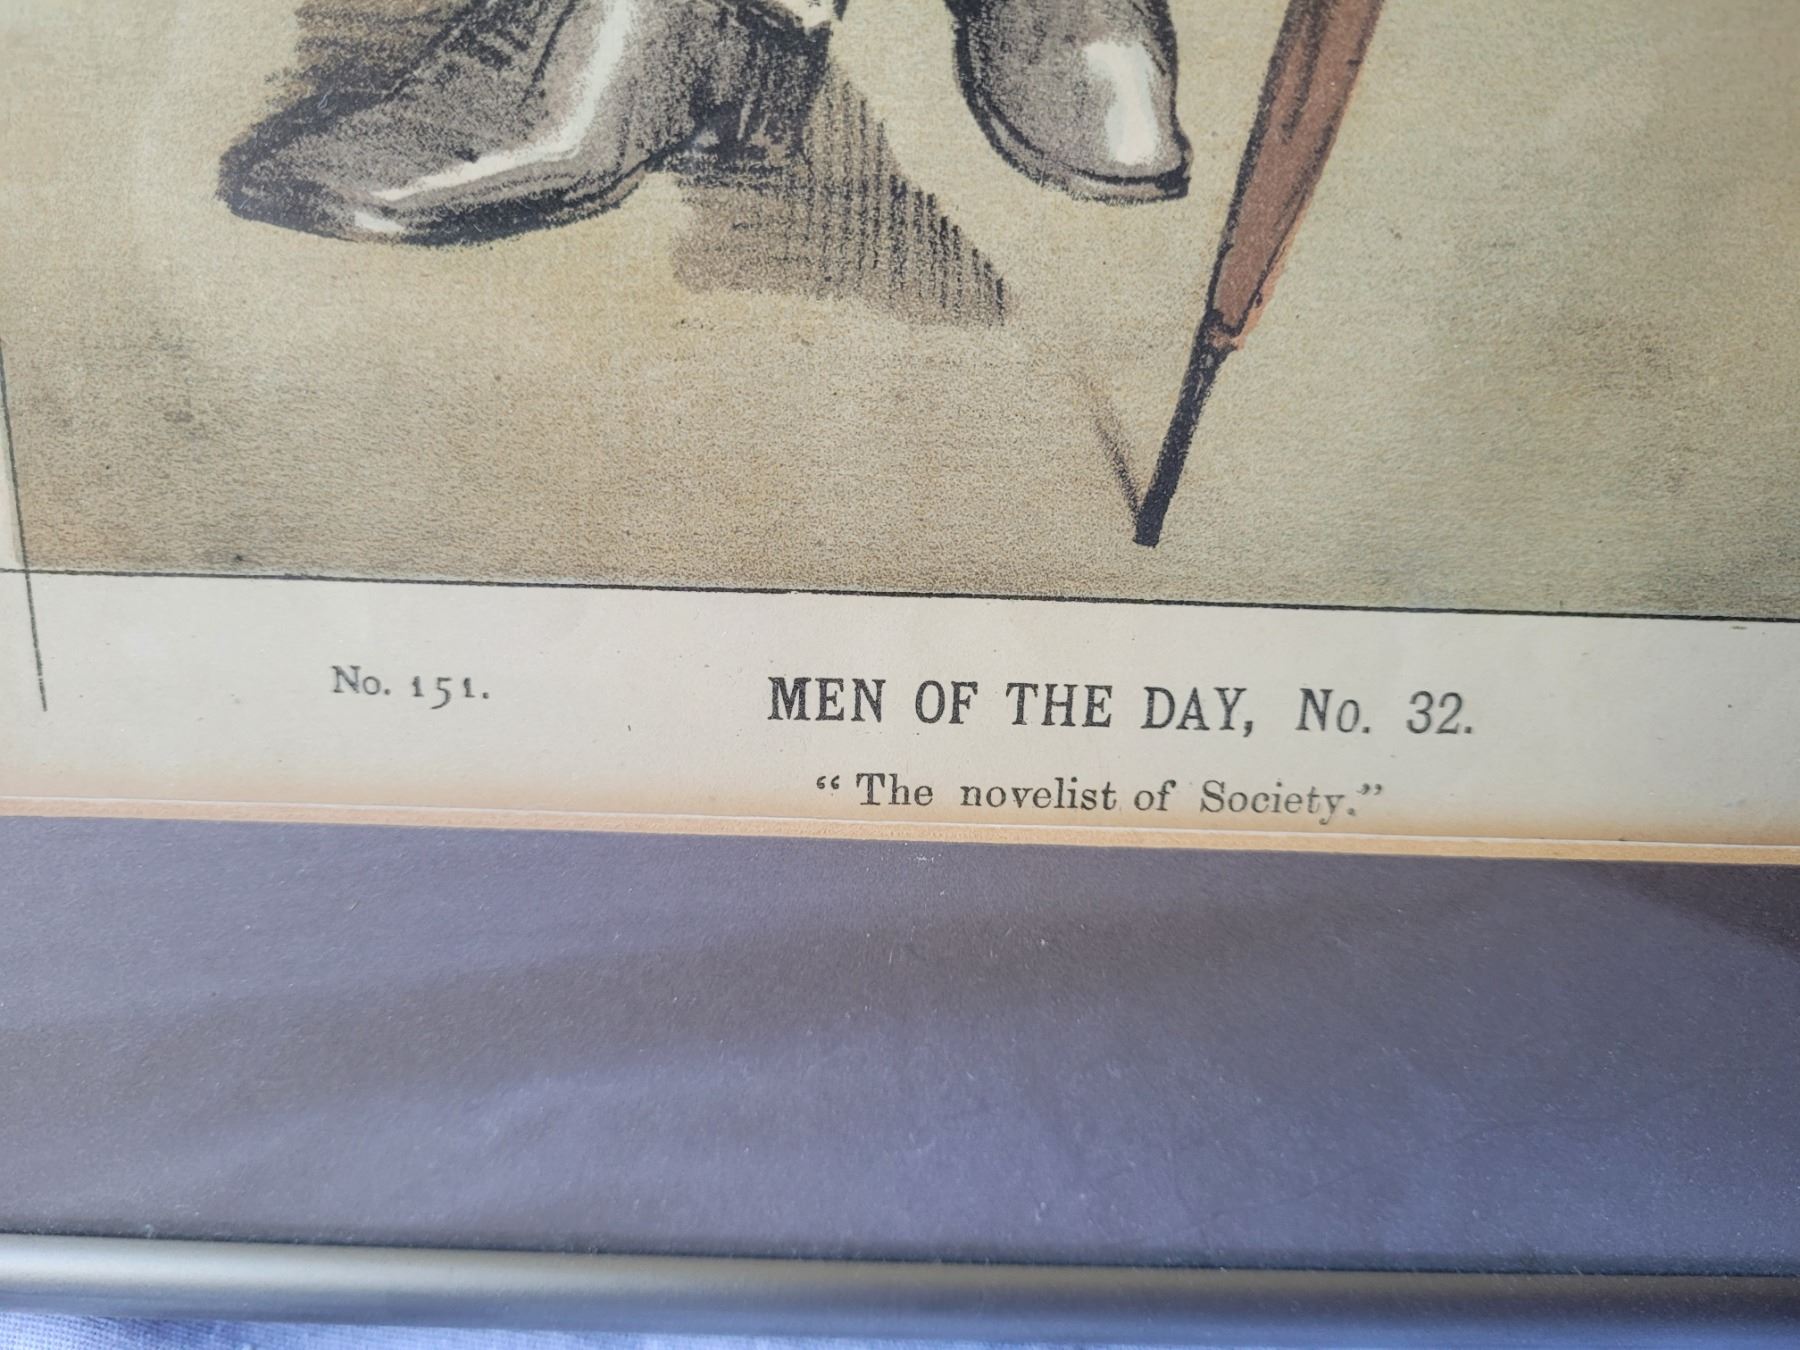 No. 151.
MEN OF THE DAY, No. 32.
“The novelist of Society.”